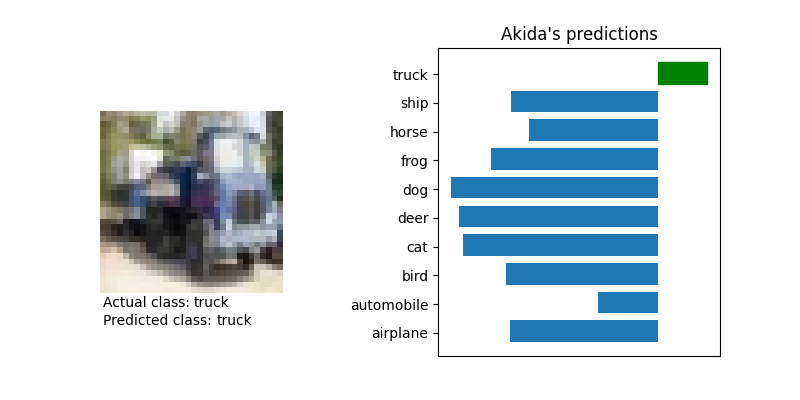 Akida's predictions
truck
ship
horse
frog
dog
deer
cat
bird
automobile
airplane
Actual class: truck
Predicted class: truck